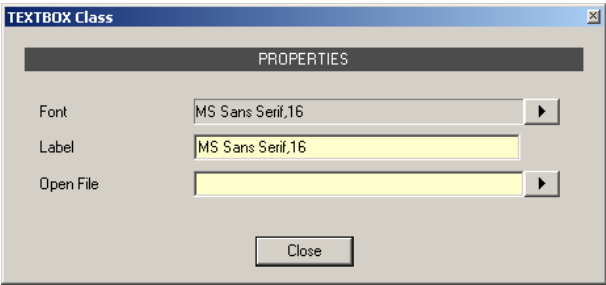 TEXTBOX Class
PROPERTIES
Font MS Sans Serif,16
Label MS Sans Serif,16
Open File
Close